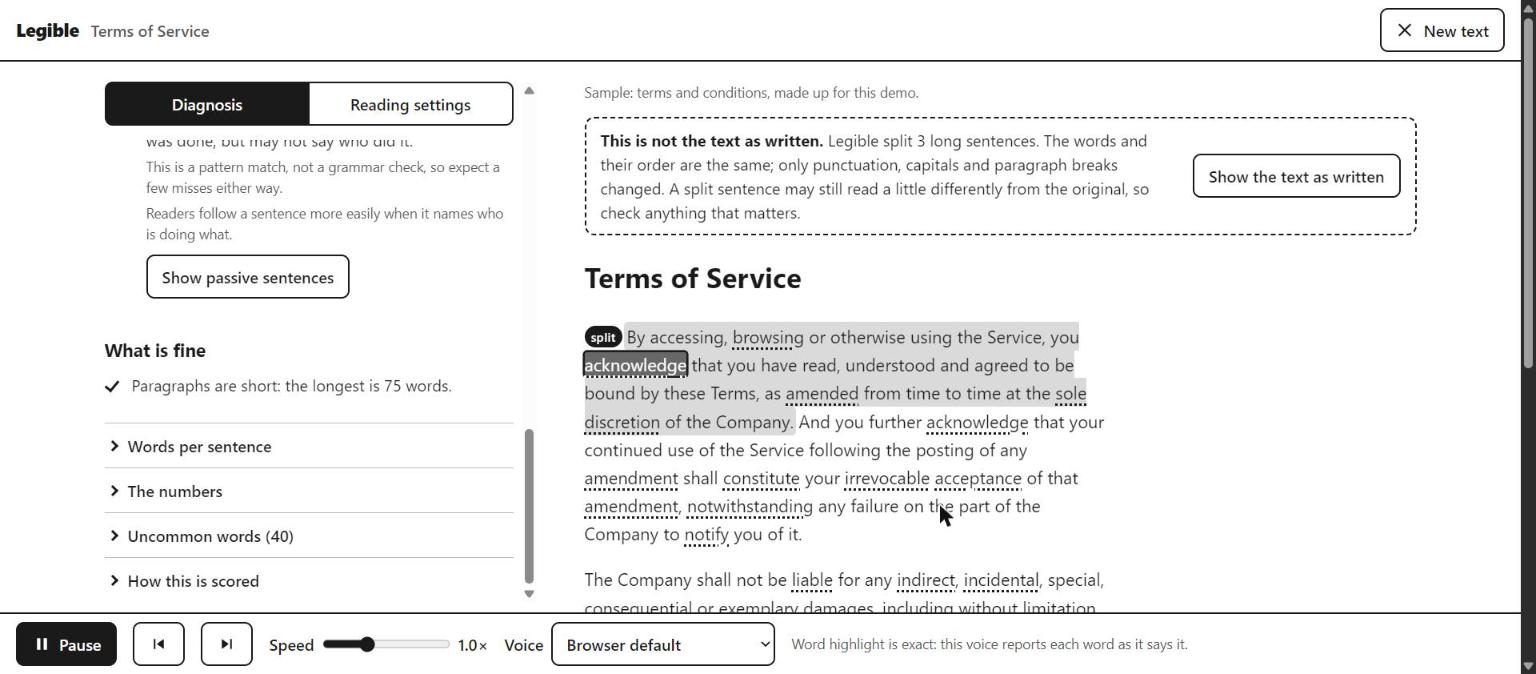 Legible Terms of Service
New text
Diagnosis
Reading settings
was done, but may not say who did it.
This is a pattern match, not a grammar check, so expect a
few misses either way.
Readers follow a sentence more easily when it names who
is doing what.
Show passive sentences
What is fine
Paragraphs are short: the longest is 75 words.
Words per sentence
The numbers
Uncommon words (40)
How this is scored
Sample: terms and conditions, made up for this demo.
This is not the text as written. Legible split 3 long sentences. The words and
their order are the same; only punctuation, capitals and paragraph breaks
changed. A split sentence may still read a little differently from the original, so
check anything that matters.
Show the text as written
Terms of Service
split By accessing, browsing or otherwise using the Service, you
acknowledge that you have read, understood and agreed to be
bound by these Terms, as amended from time to time at the sole
discretion of the Company. And you further acknowledge that your
continued use of the Service following the posting of any
amendment shall constitute your irrevocable acceptance of that
amendment, notwithstanding any failure on the part of the
Company to notify you of it.
The Company shall not be liable for any indirect, incidental, special,
consequential or exemplary damages, including without limitation
Pause
Speed
1.0×
Voice
Browser default
Word highlight is exact: this voice reports each word as it says it.